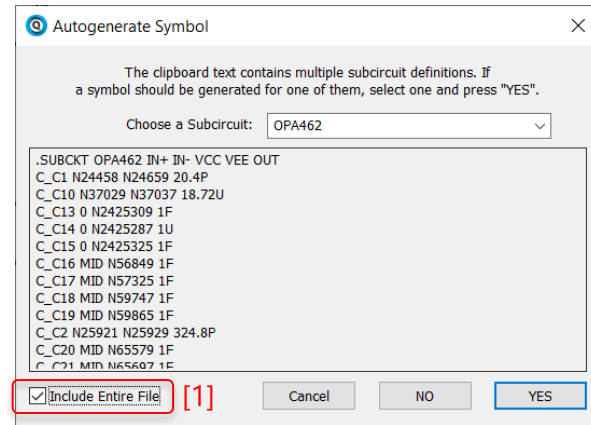 Autogenerate Symbol
The clipboard text contains multiple subcircuit definitions. If
a symbol should be generated for one of them, select one and press "YES".
Choose a Subcircuit: OPA462
.SUBCKT OPA462 IN+ IN- VCC VEE OUT
C_C1 N24458 N24659 20.4P
C_C10 N37029 N37037 18.72U
C_C13 0 N2425309 1F
C_C14 0 N2425287 1U
C_C15 0 N2425325 1F
C_C16 MID N56849 1F
C_C17 MID N57325 1F
C_C18 MID N59747 1F
C_C19 MID N59865 1F
C_C2 N25921 N25929 324.8P
C_C20 MID N65579 1F
C_C21 MID N65697 1F
Include Entire File [1] Cancel NO YES